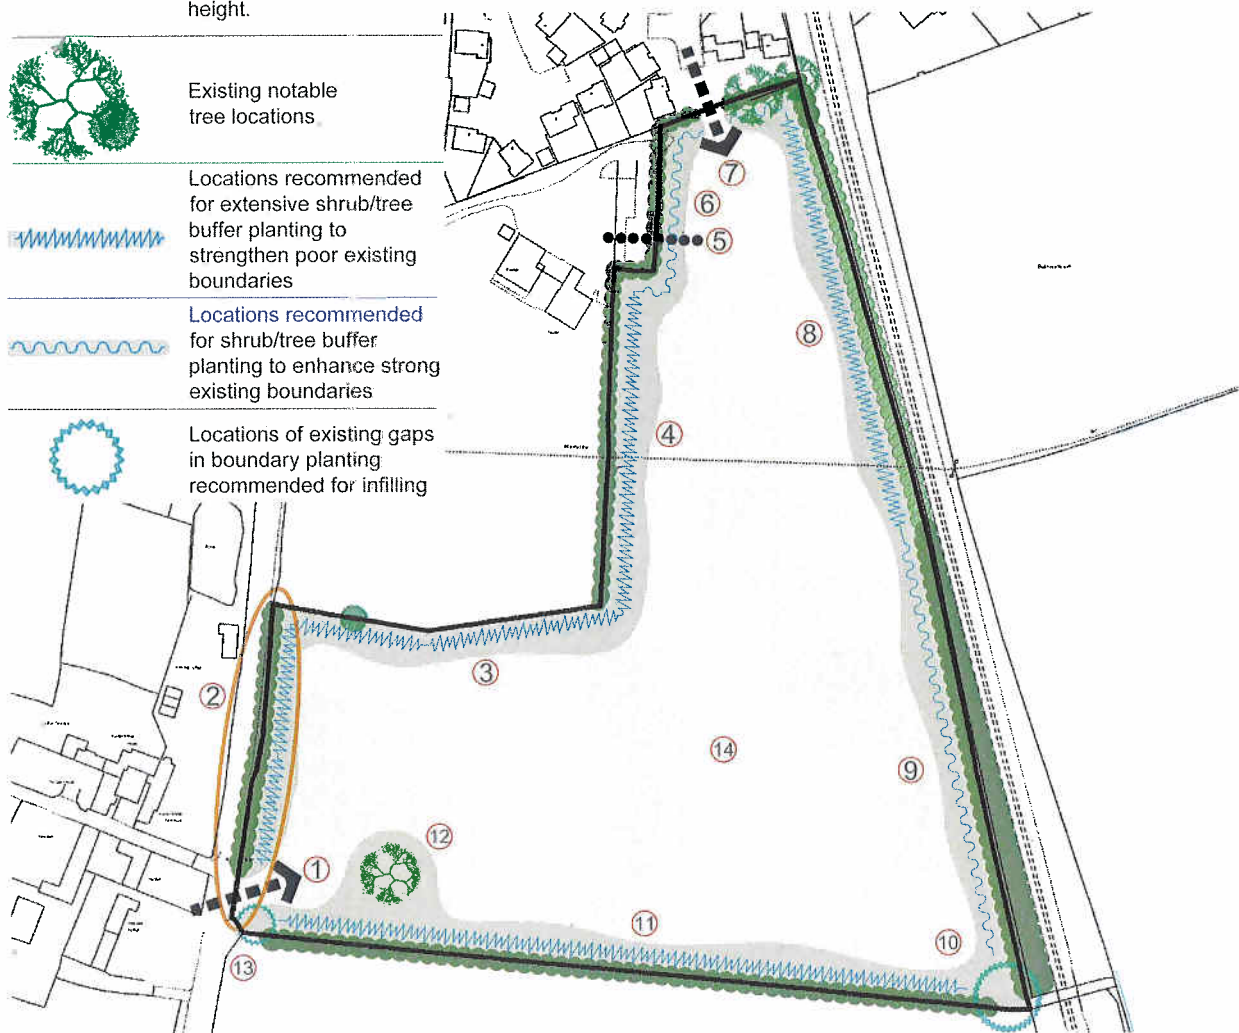 height.
Existing notable
tree locations
Locations recommended
for extensive shrub/tree
buffer planting to
strengthen poor existing
boundaries
Locations recommended
for shrub/tree buffer
planting to enhance strong
existing boundaries
Locations of existing gaps
in boundary planting
recommended for infilling
7
6
5
8
4
3
2
14
9
12
1
11
10
13